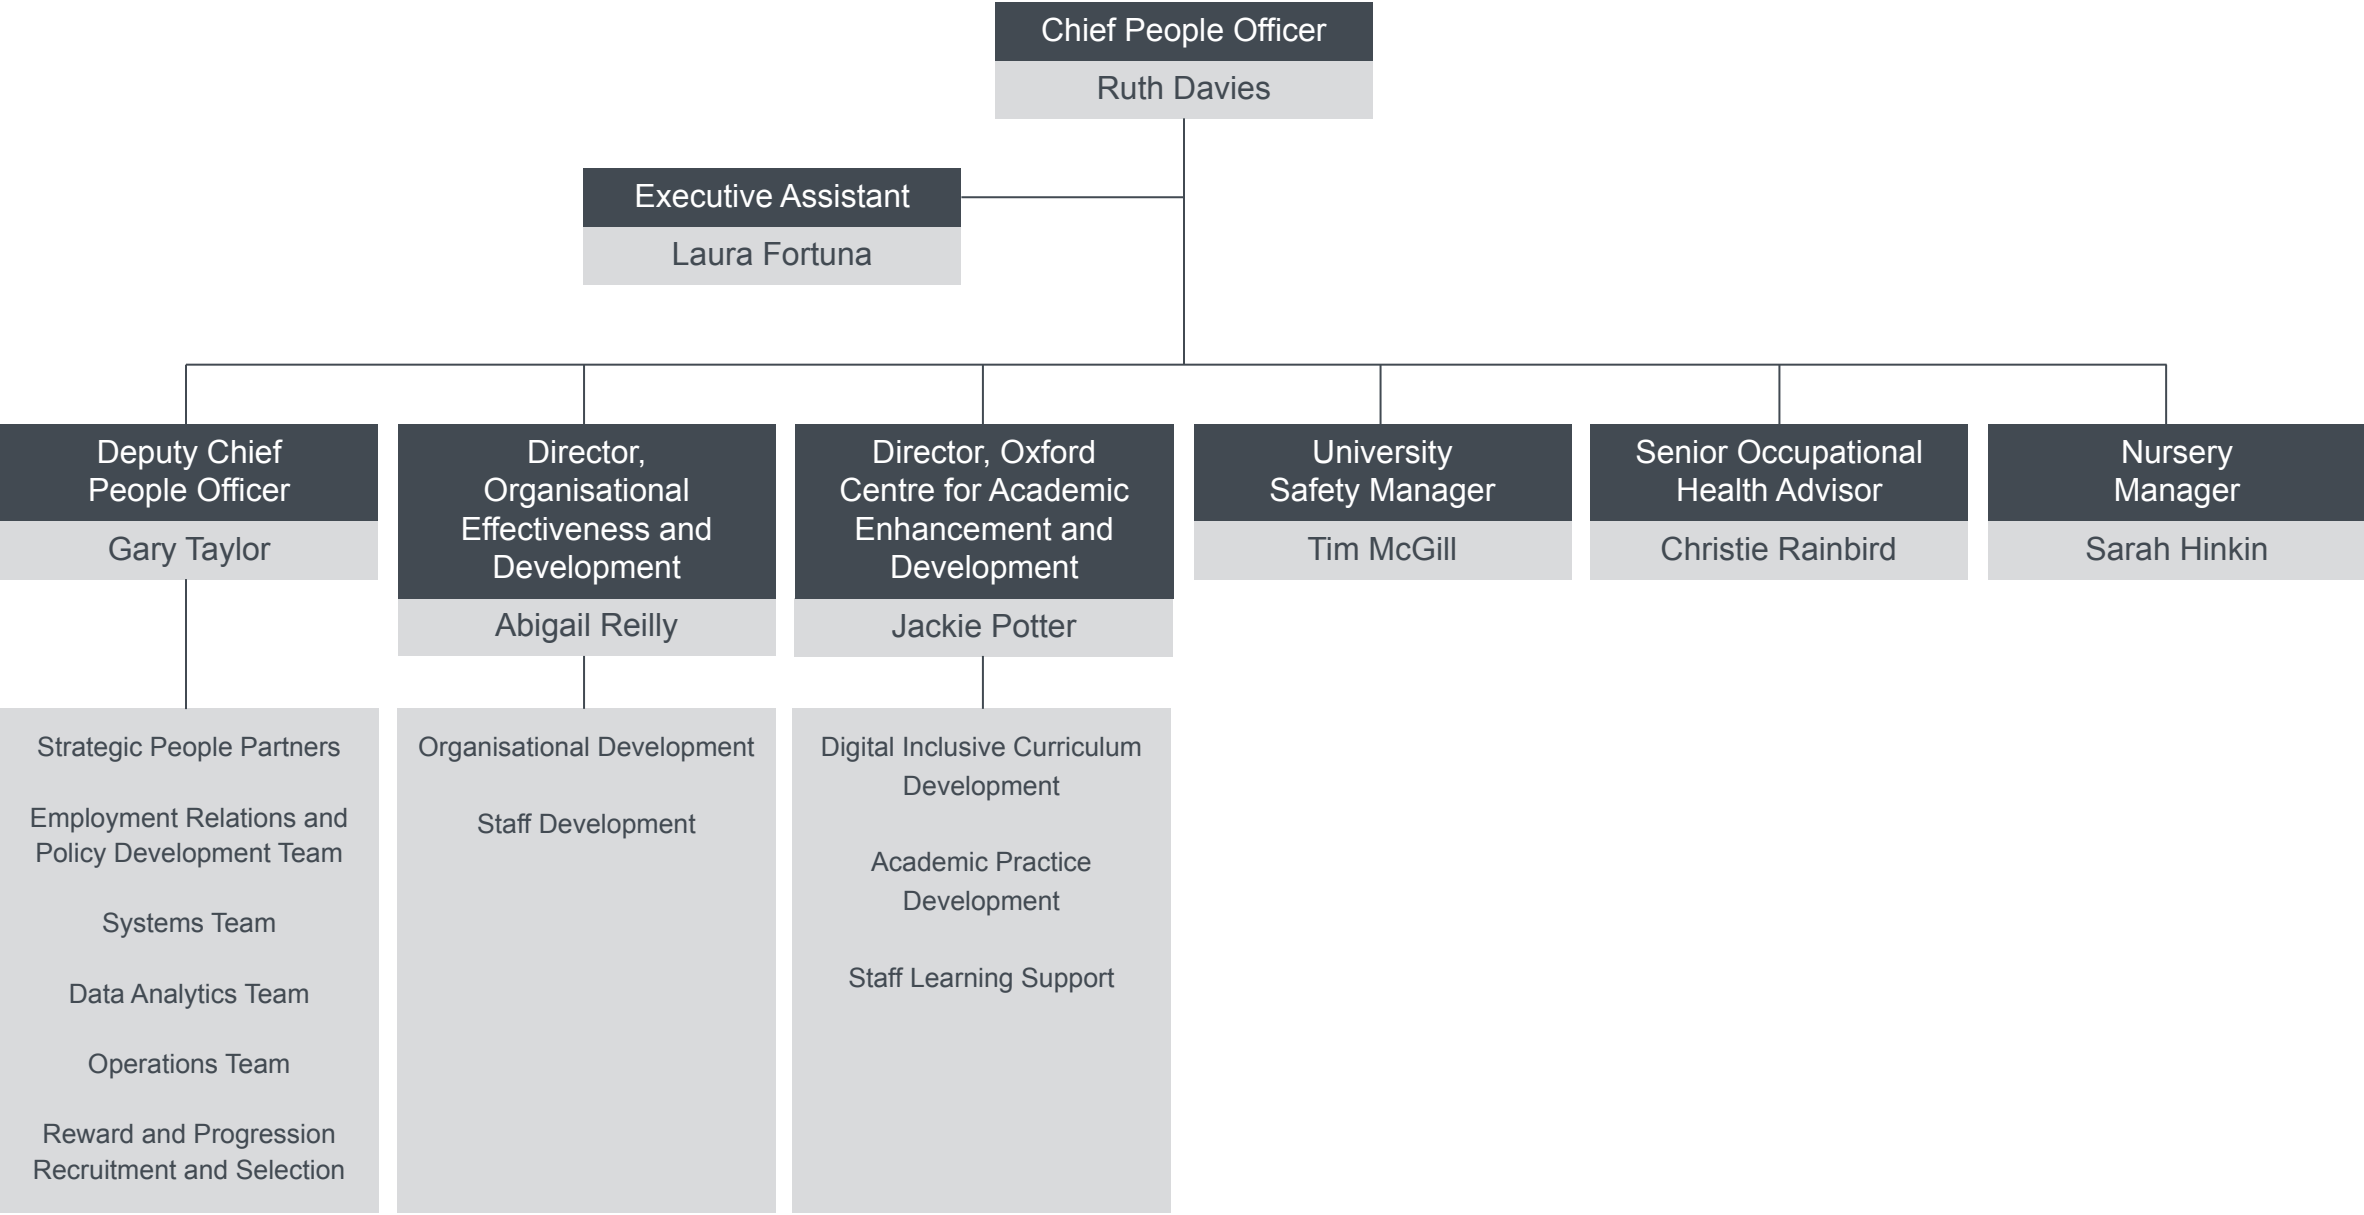 Chief People Officer
Ruth Davies
Executive Assistant
Laura Fortuna
Deputy Chief
People Officer
Gary Taylor
Director,
Organisational
Effectiveness and
Development
Abigail Reilly
Director, Oxford
Centre for Academic
Enhancement and
Development
Jackie Potter
University
Safety Manager
Tim McGill
Senior Occupational
Health Advisor
Christie Rainbird
Nursery
Manager
Sarah Hinkin
Strategic People Partners
Employment Relations and
Policy Development Team
Systems Team
Data Analytics Team
Operations Team
Reward and Progression
Recruitment and Selection
Organisational Development
Staff Development
Digital Inclusive Curriculum
Development
Academic Practice
Development
Staff Learning Support